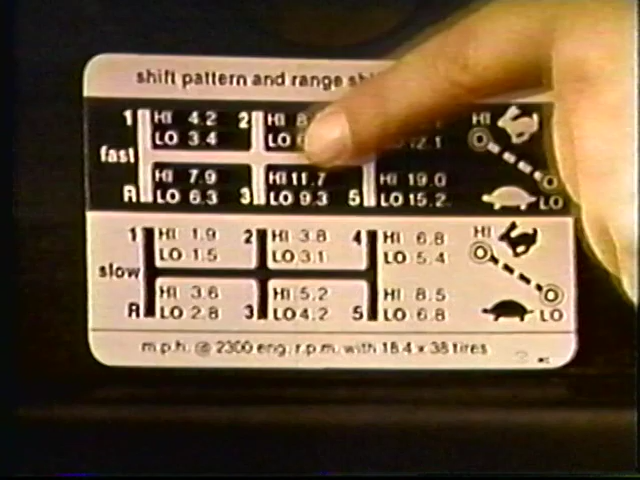 shift pattern and range
1 HI 4.2 2 HI HI
LO 3.4 LO 12.1
fast
HI 7.9 HI 11.7 HI 19.0
R LO 6.3 3 LO 9.3 5 LO 15.2 LO
1 HI 1.9 2 HI 3.8 4 HI 6.8 HI
LO 1.5 LO 3.1 LO 5.4
slow
HI 3.6 HI 5.2 HI 8.5
R LO 2.8 3 LO 4.2 5 LO 6.8 LO
m.p.h. @ 2300 eng. r.p.m. with 18.4 x 38 tires